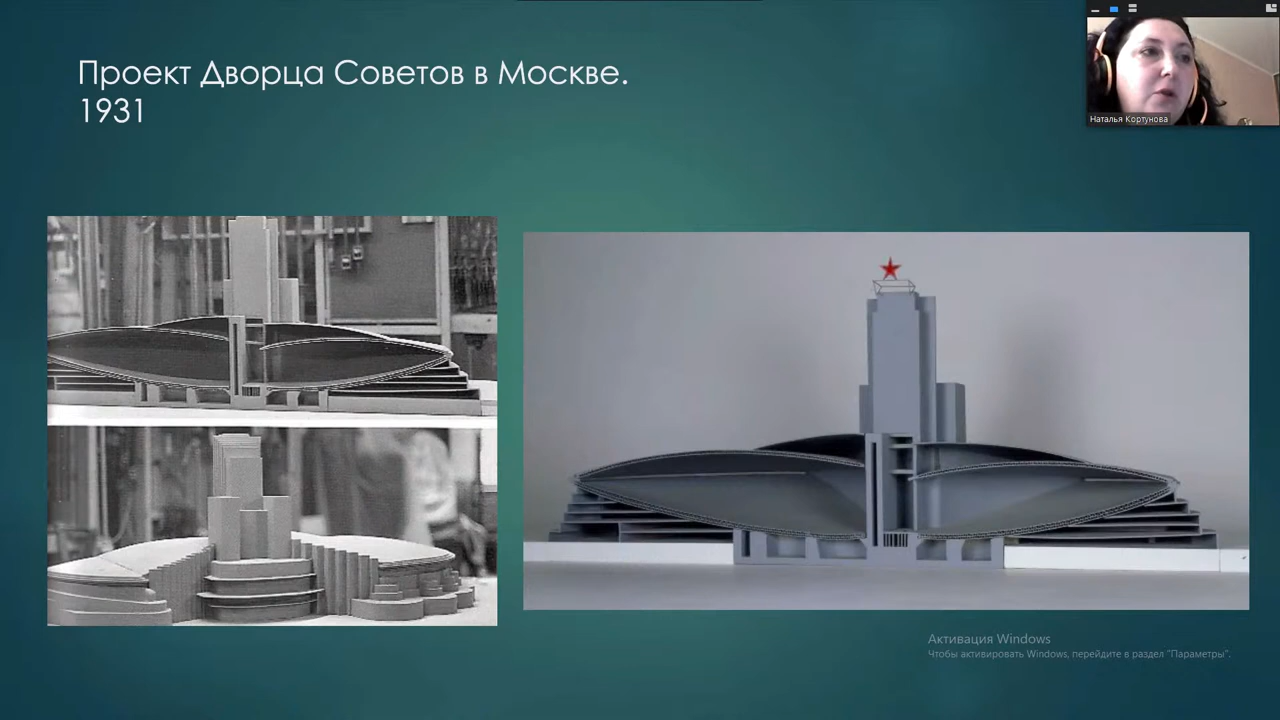 Проект Дворца Советов в Москве.
1931
Наталья Кортунова
Активация Windows
Чтобы активировать Windows, перейдите в раздел "Параметры".